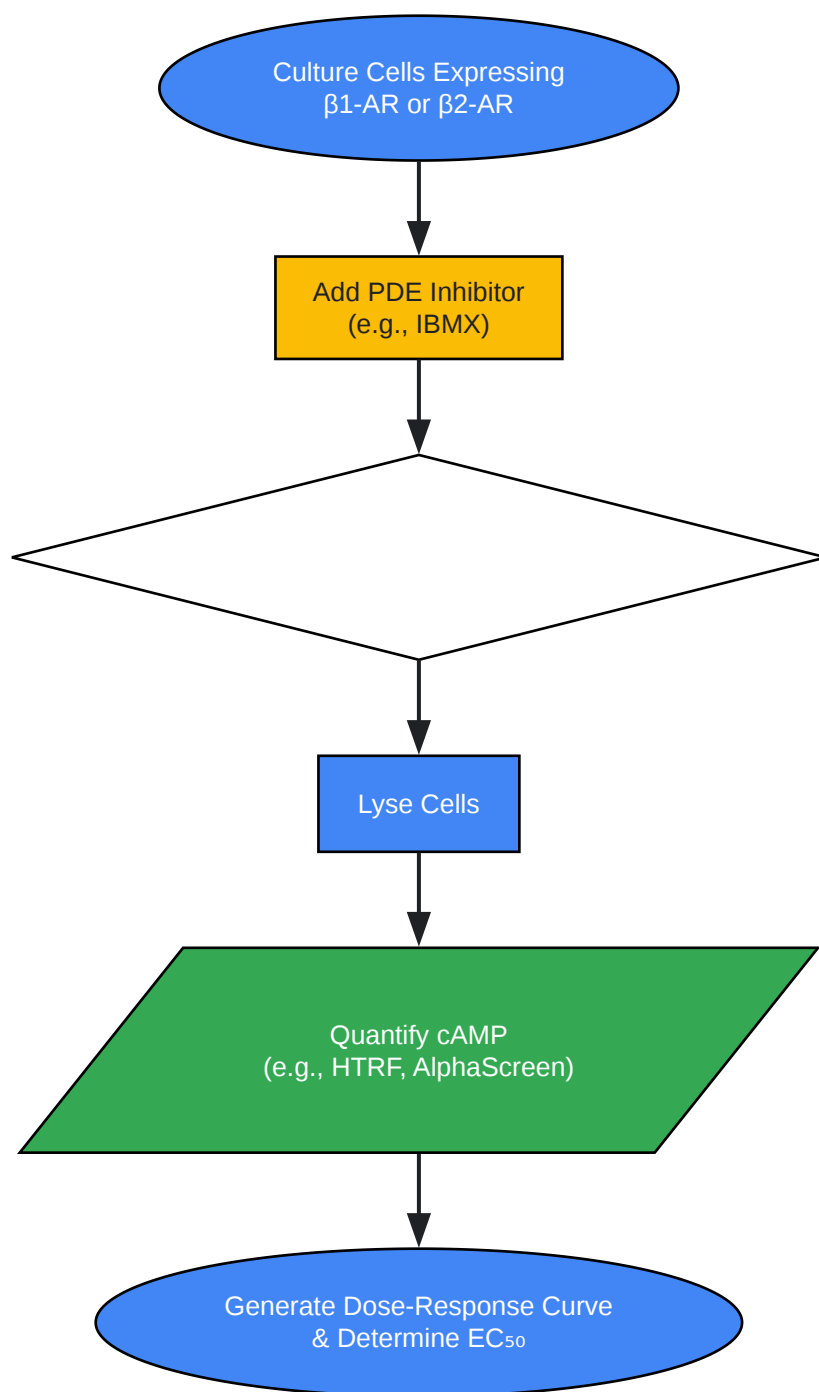 Culture Cells Expressing
β1-AR or β2-AR
Add PDE Inhibitor
(e.g., IBMX)
Lyse Cells
Quantify cAMP
(e.g., HTRF, AlphaScreen)
Generate Dose-Response Curve
& Determine EC₅₀